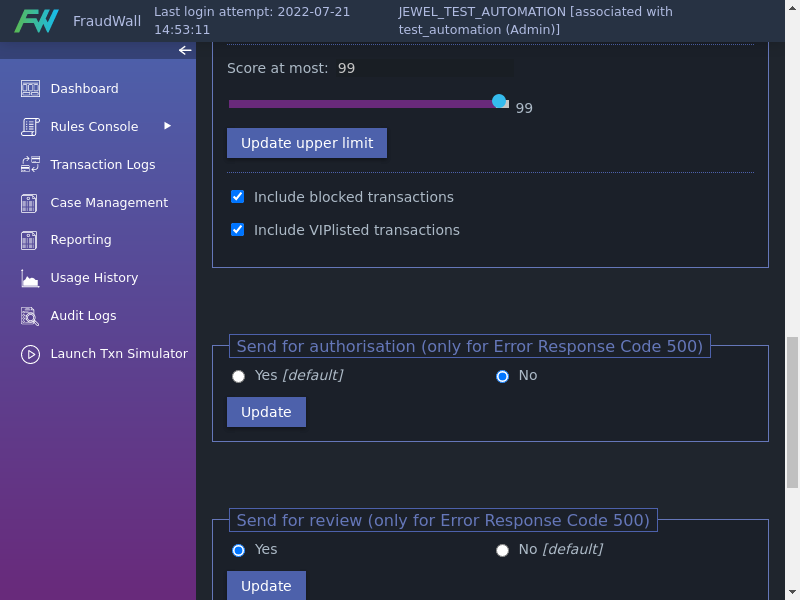 FraudWall
Last login attempt: 2022-07-21
14:53:11
JEWEL_TEST_AUTOMATION [associated with
test_automation (Admin)]
Dashboard
Rules Console
Transaction Logs
Case Management
Reporting
Usage History
Audit Logs
Launch Txn Simulator
Score at most: 99
99
Update upper limit
Include blocked transactions
Include VIPlisted transactions
Send for authorisation (only for Error Response Code 500)
Yes [default]
No
Update
Send for review (only for Error Response Code 500)
Yes
No [default]
Update